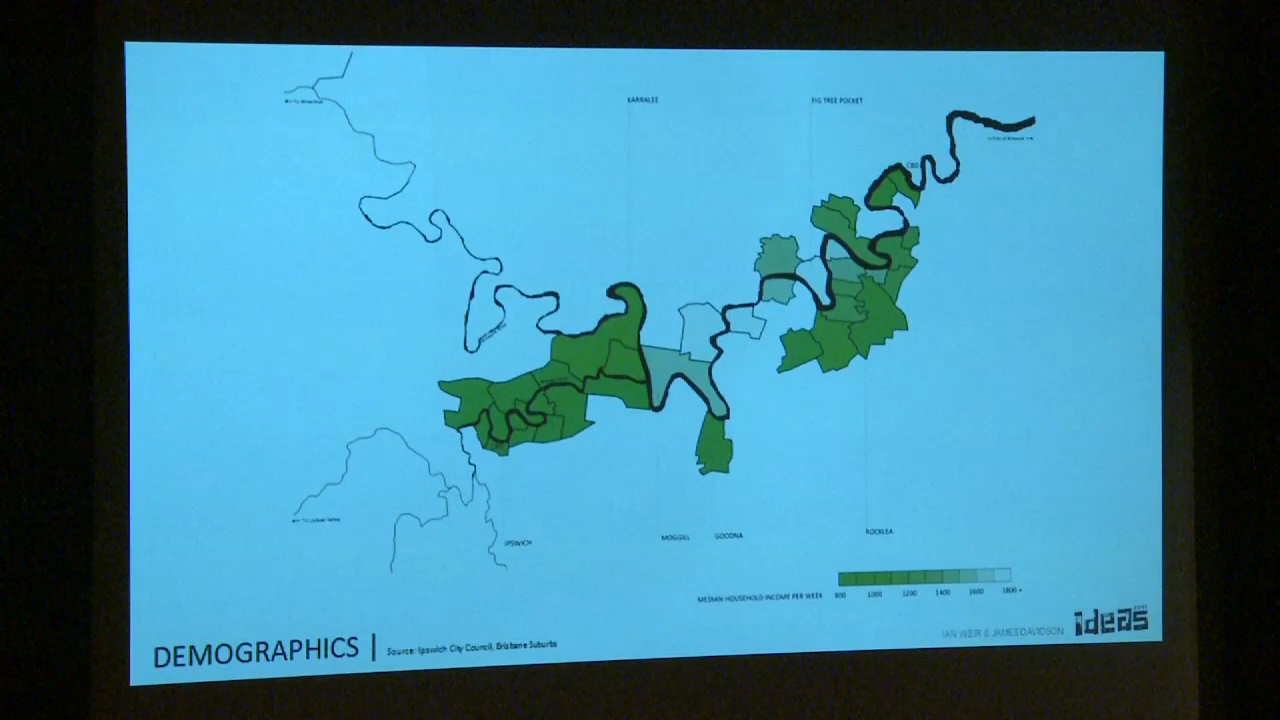 KARRALEE
FIG TREE POCKET
CBD
IPSWICH
MOGGILL
GOODNA
ROCKLEA
MEDIAN HOUSEHOLD INCOME PER WEEK
800 1000 1200 1400 1600 1800 +
DEMOGRAPHICS |
Source: Ipswich City Council, Brisbane Suburbs
IAN WEIR & JAMES DAVIDSON
ideas